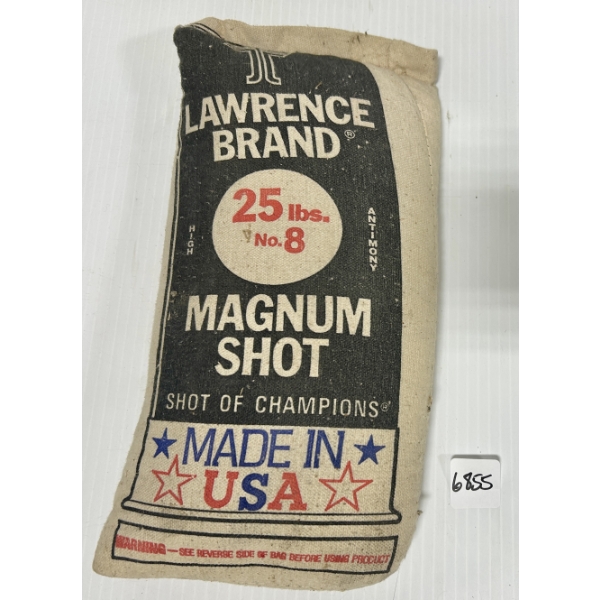 LAWRENCE
BRAND®
25 lbs.
No. 8
HIGH
ANTIMONY
MAGNUM
SHOT
SHOT OF CHAMPIONS®
MADE IN
USA
WARNING—SEE REVERSE SIDE OF BAG BEFORE USING PRODUCT
6855